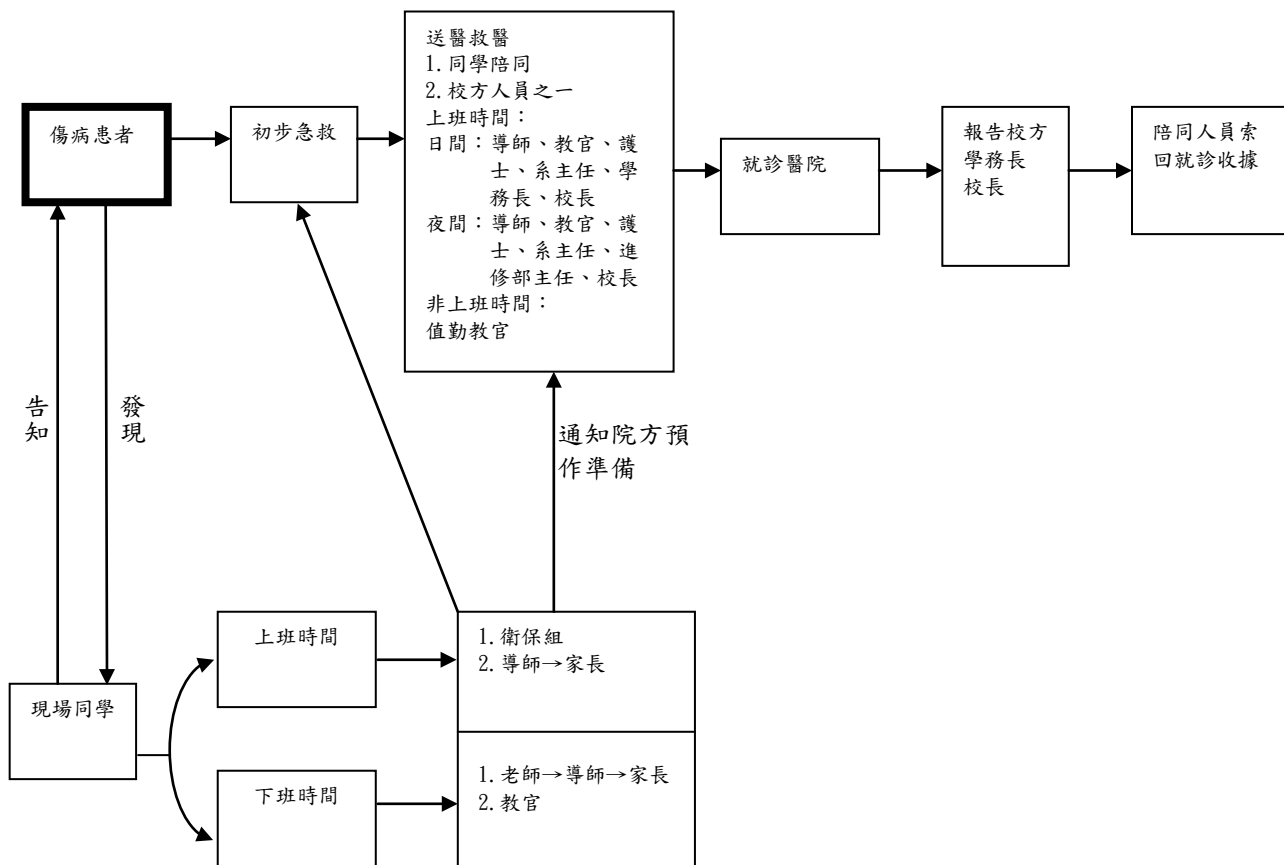 送醫救醫
1.同學陪同
2.校方人員之一
上班時間：
日間：導師、教官、護
士、系主任、學
務長、校長
夜間：導師、教官、護
士、系主任、進
修部主任、校長
非上班時間：
值勤教官
傷病患者
初步急救
就診醫院
報告校方
學務長
校長
陪同人員索
回就診收據
告知
發現
通知院方預
作準備
上班時間
1.衛保組
2.導師→家長
現場同學
下班時間
1.老師→導師→家長
2.教官